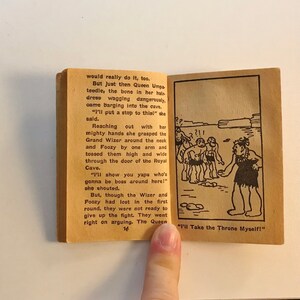 would really do it, too.
But just then Queen Umpa-
teedle, the bone in her hair-
dress wagging dangerously,
came barging into the cave.
"I'll put a stop to this!" she
said.
Reaching out with her
mighty hands she grasped the
Grand Wizer around the neck
and Foozy by one arm and
tossed them high and wide
through the door of the Royal
Cave.
"I'll show you yaps who's
gonna be boss around here!"
she shouted.
But, though the Wizer and
Foozy had lost in the first
round, they were not ready to
give up the fight. They went
right on arguing. The Queen
"I'll Take the Throne Myself!"